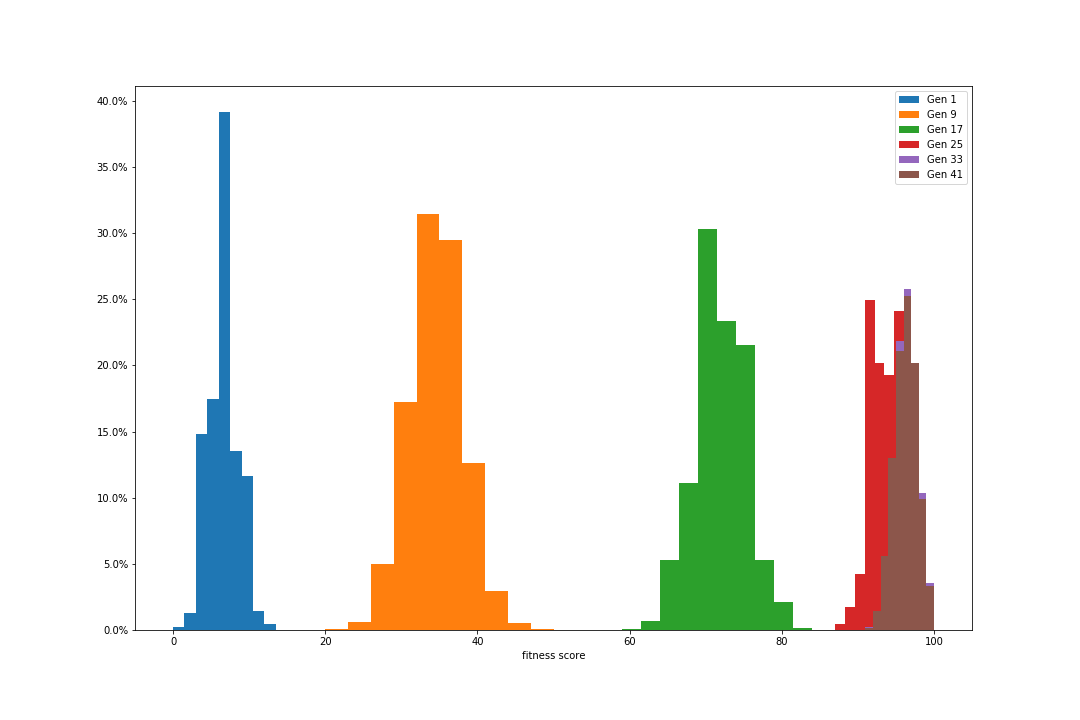 40.0%
35.0%
30.0%
25.0%
20.0%
15.0%
10.0%
5.0%
0.0%
0 20 40 60 80 100
fitness score
Gen 1
Gen 9
Gen 17
Gen 25
Gen 33
Gen 41